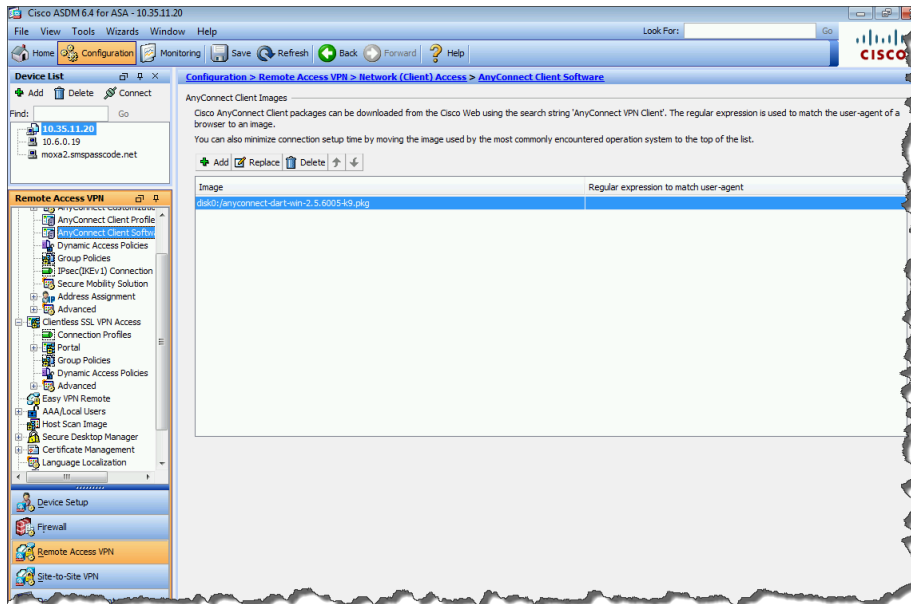 Cisco ASDM 6.4 for ASA - 10.35.11.20
File View Tools Wizards Window Help
Look For:
Go
Home Configuration Monitoring Save Refresh Back Forward Help
CISCO
Device List
Add Delete Connect
Find:
Go
10.35.11.20
10.6.0.19
moxa2.smspasscode.net
Remote Access VPN
AnyConnect Customizatio
AnyConnect Client Profile
AnyConnect Client Softwa
Dynamic Access Policies
Group Policies
IPsec(IKEv1) Connection
Secure Mobility Solution
Address Assignment
Advanced
Clientless SSL VPN Access
Connection Profiles
Portal
Group Policies
Dynamic Access Policies
Advanced
Easy VPN Remote
AAA/Local Users
Host Scan Image
Secure Desktop Manager
Certificate Management
Language Localization
Device Setup
Firewall
Remote Access VPN
Site-to-Site VPN
Configuration > Remote Access VPN > Network (Client) Access > AnyConnect Client Software
AnyConnect Client Images
Cisco AnyConnect Client packages can be downloaded from the Cisco Web using the search string 'AnyConnect VPN Client'. The regular expression is used to match the user-agent of a
browser to an image.
You can also minimize connection setup time by moving the image used by the most commonly encountered operation system to the top of the list.
Add Replace Delete
Image Regular expression to match user-agent
disk0:/anyconnect-dart-win-2.5.6005-k9.pkg